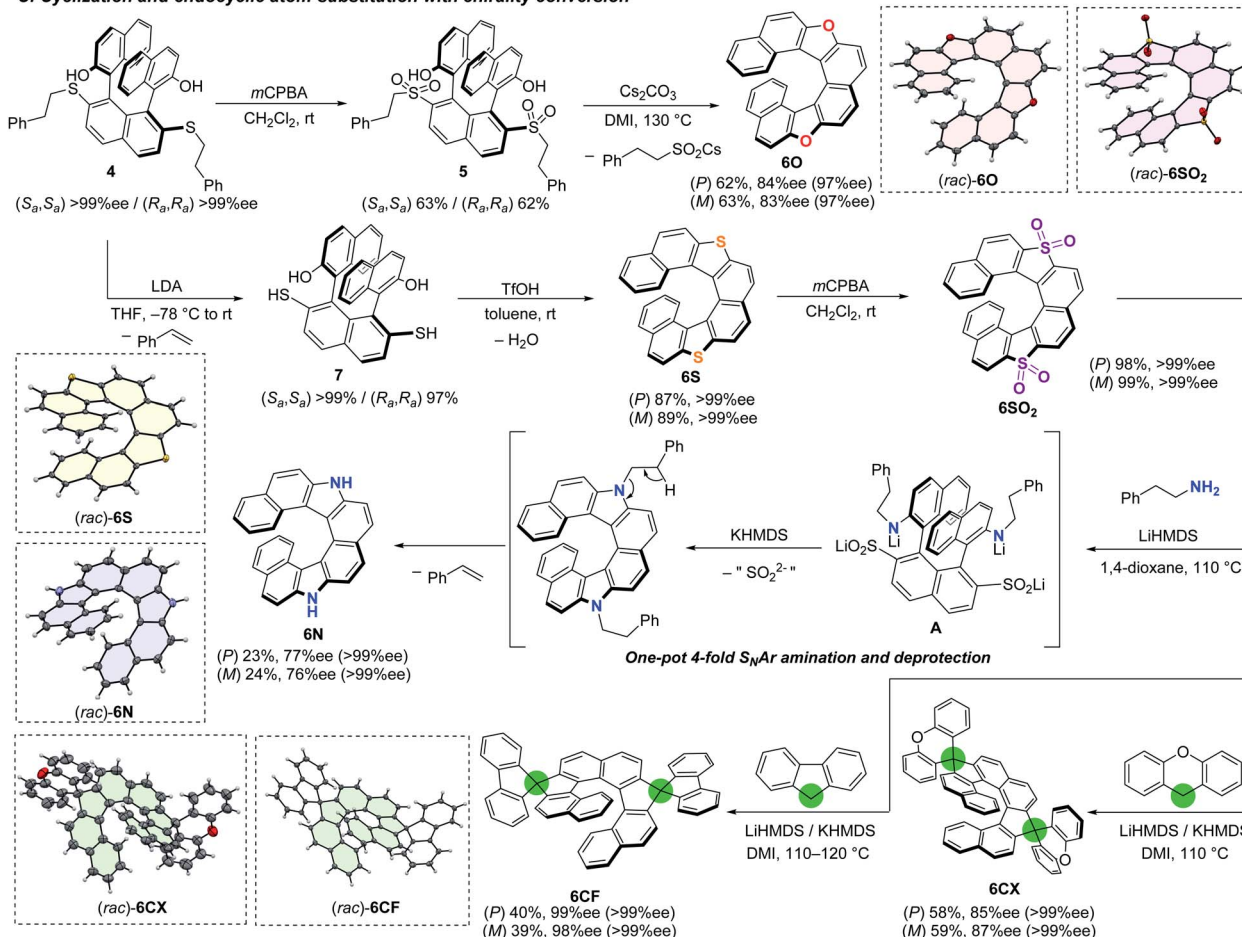 C. Cyclization and endocyclic atom substitution with chirality conversion
HO
OH
S
S
Ph
Ph
4
(Sa,Sa) >99%ee / (Ra,Ra) >99%ee
mCPBA
CH2Cl2, rt
HO
OH
O
S
O
O
S
O
Ph
Ph
5
(Sa,Sa) 63% / (Ra,Ra) 62%
Cs2CO3
DMI, 130 °C
– Ph SO2Cs
O
O
6O
(P) 62%, 84%ee (97%ee)
(M) 63%, 83%ee (97%ee)
(rac)-6O
(rac)-6SO2
LDA
THF, –78 °C to rt
– Ph
HO
OH
HS
SH
7
(Sa,Sa) >99% / (Ra,Ra) 97%
TfOH
toluene, rt
– H2O
S
S
6S
(P) 87%, >99%ee
(M) 89%, >99%ee
mCPBA
CH2Cl2, rt
O
S
O
S
O
O
6SO2
(P) 98%, >99%ee
(M) 99%, >99%ee
(rac)-6S
(rac)-6N
NH
N
H
6N
(P) 23%, 77%ee (>99%ee)
(M) 24%, 76%ee (>99%ee)
– Ph
Ph
H
N
N
Ph
KHMDS
– " SO2 2- "
Ph
Ph
N
Li
N
Li
LiO2S
SO2Li
A
One-pot 4-fold SNAr amination and deprotection
Ph NH2
LiHMDS
1,4-dioxane, 110 °C
(rac)-6CX
(rac)-6CF
6CF
(P) 40%, 99%ee (>99%ee)
(M) 39%, 98%ee (>99%ee)
LiHMDS / KHMDS
DMI, 110–120 °C
O
O
6CX
(P) 58%, 85%ee (>99%ee)
(M) 59%, 87%ee (>99%ee)
O
LiHMDS / KHMDS
DMI, 110 °C